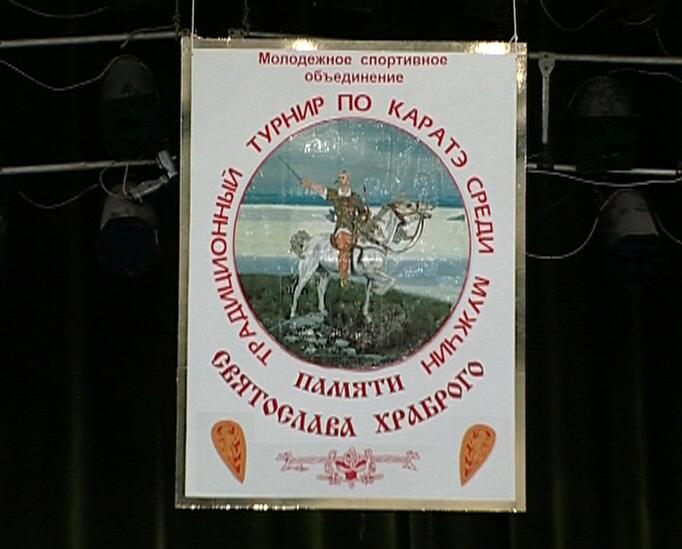 Молодежное спортивное
объединение
ТРАДИЦИОННЫЙ ТУРНИР ПО КАРАТЭ СРЕДИ МУЖЧИН
ПАМЯТИ
СВЯТОСЛАВА ХРАБРОГО